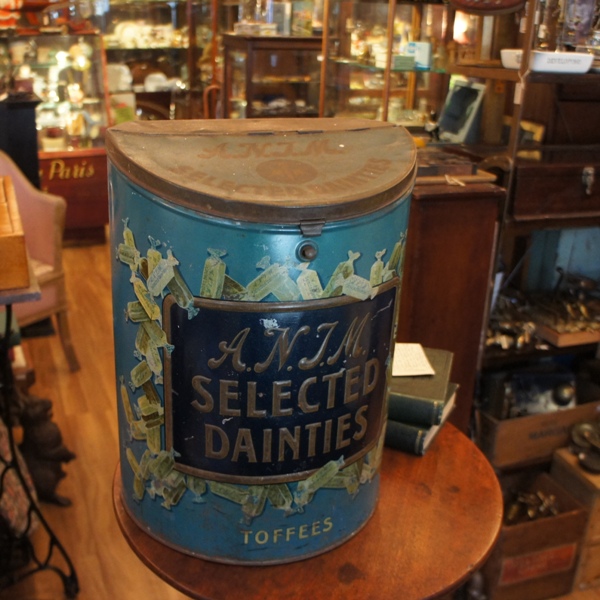 A.N.J.M.
SELECTED DAINTIES
A.N.J.M.
SELECTED
DAINTIES
TOFFEES
Paris